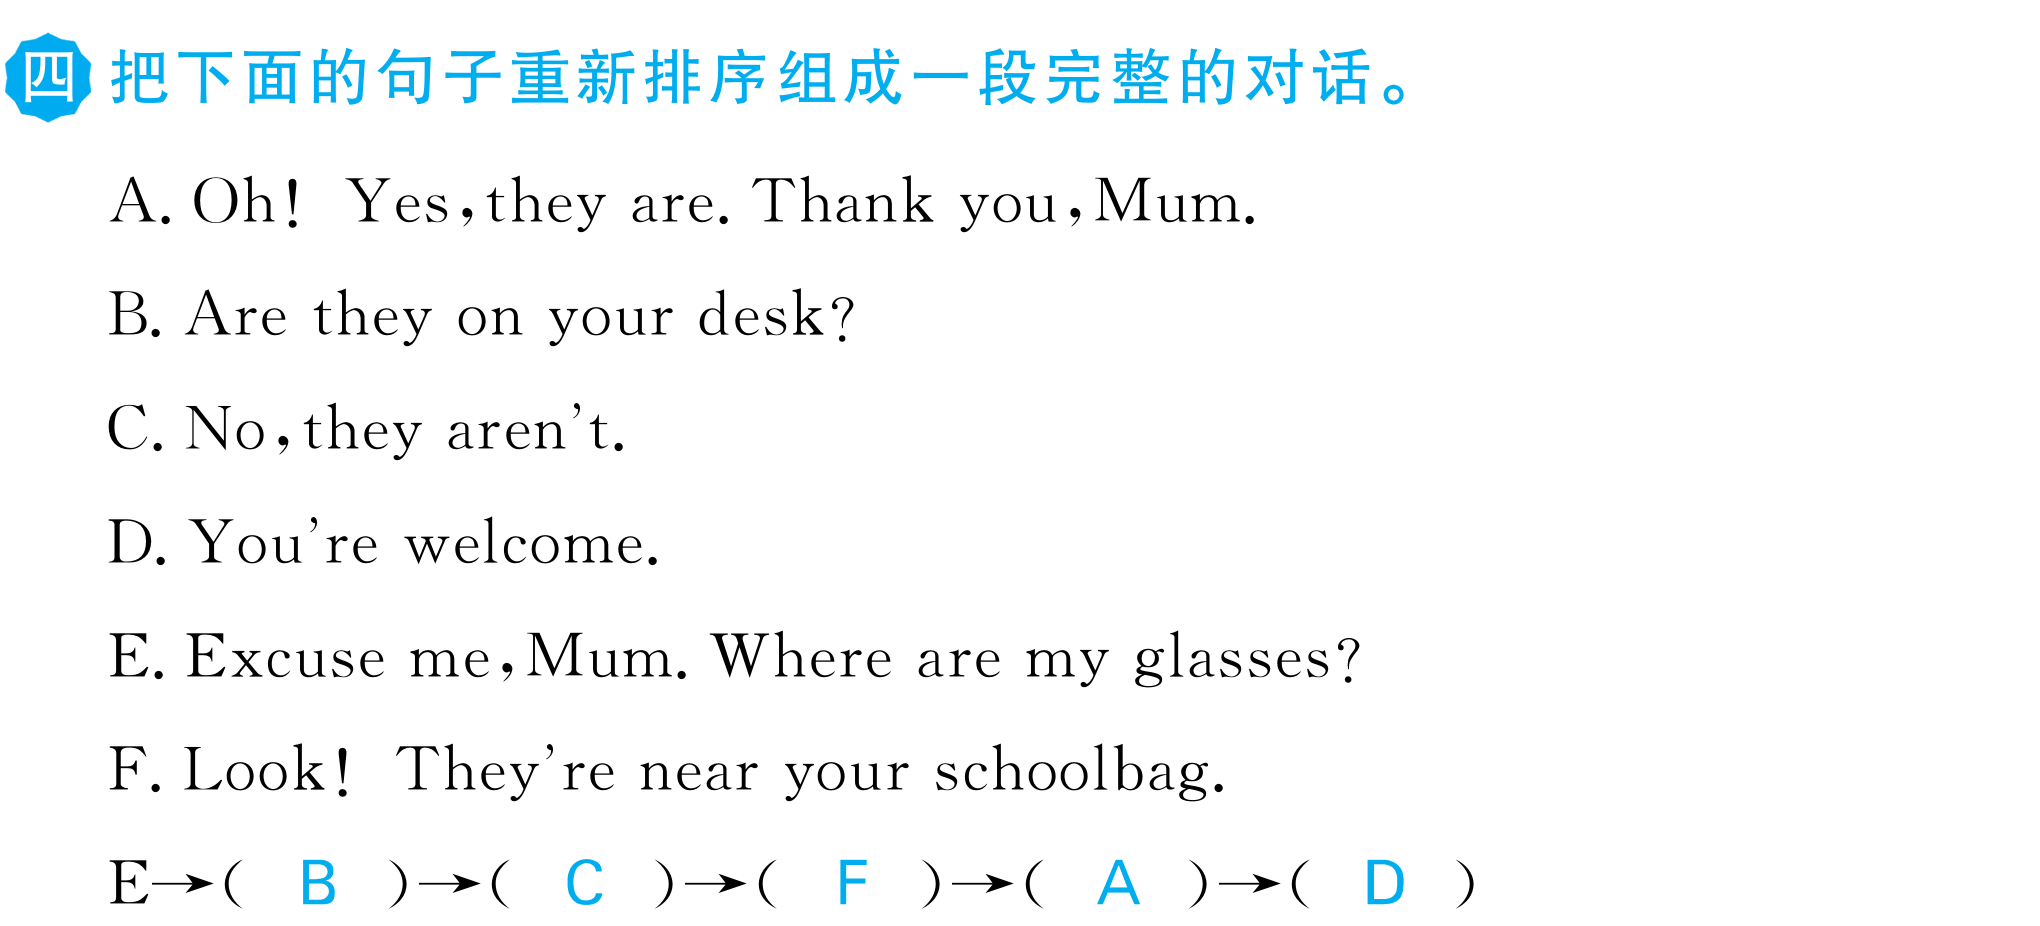 四 把下面的句子重新排序组成一段完整的对话。
A. Oh! Yes,they are. Thank you,Mum.
B. Are they on your desk?
C. No,they aren't.
D. You're welcome.
E. Excuse me,Mum. Where are my glasses?
F. Look! They're near your schoolbag.
E→( B )→( C )→( F )→( A )→( D )